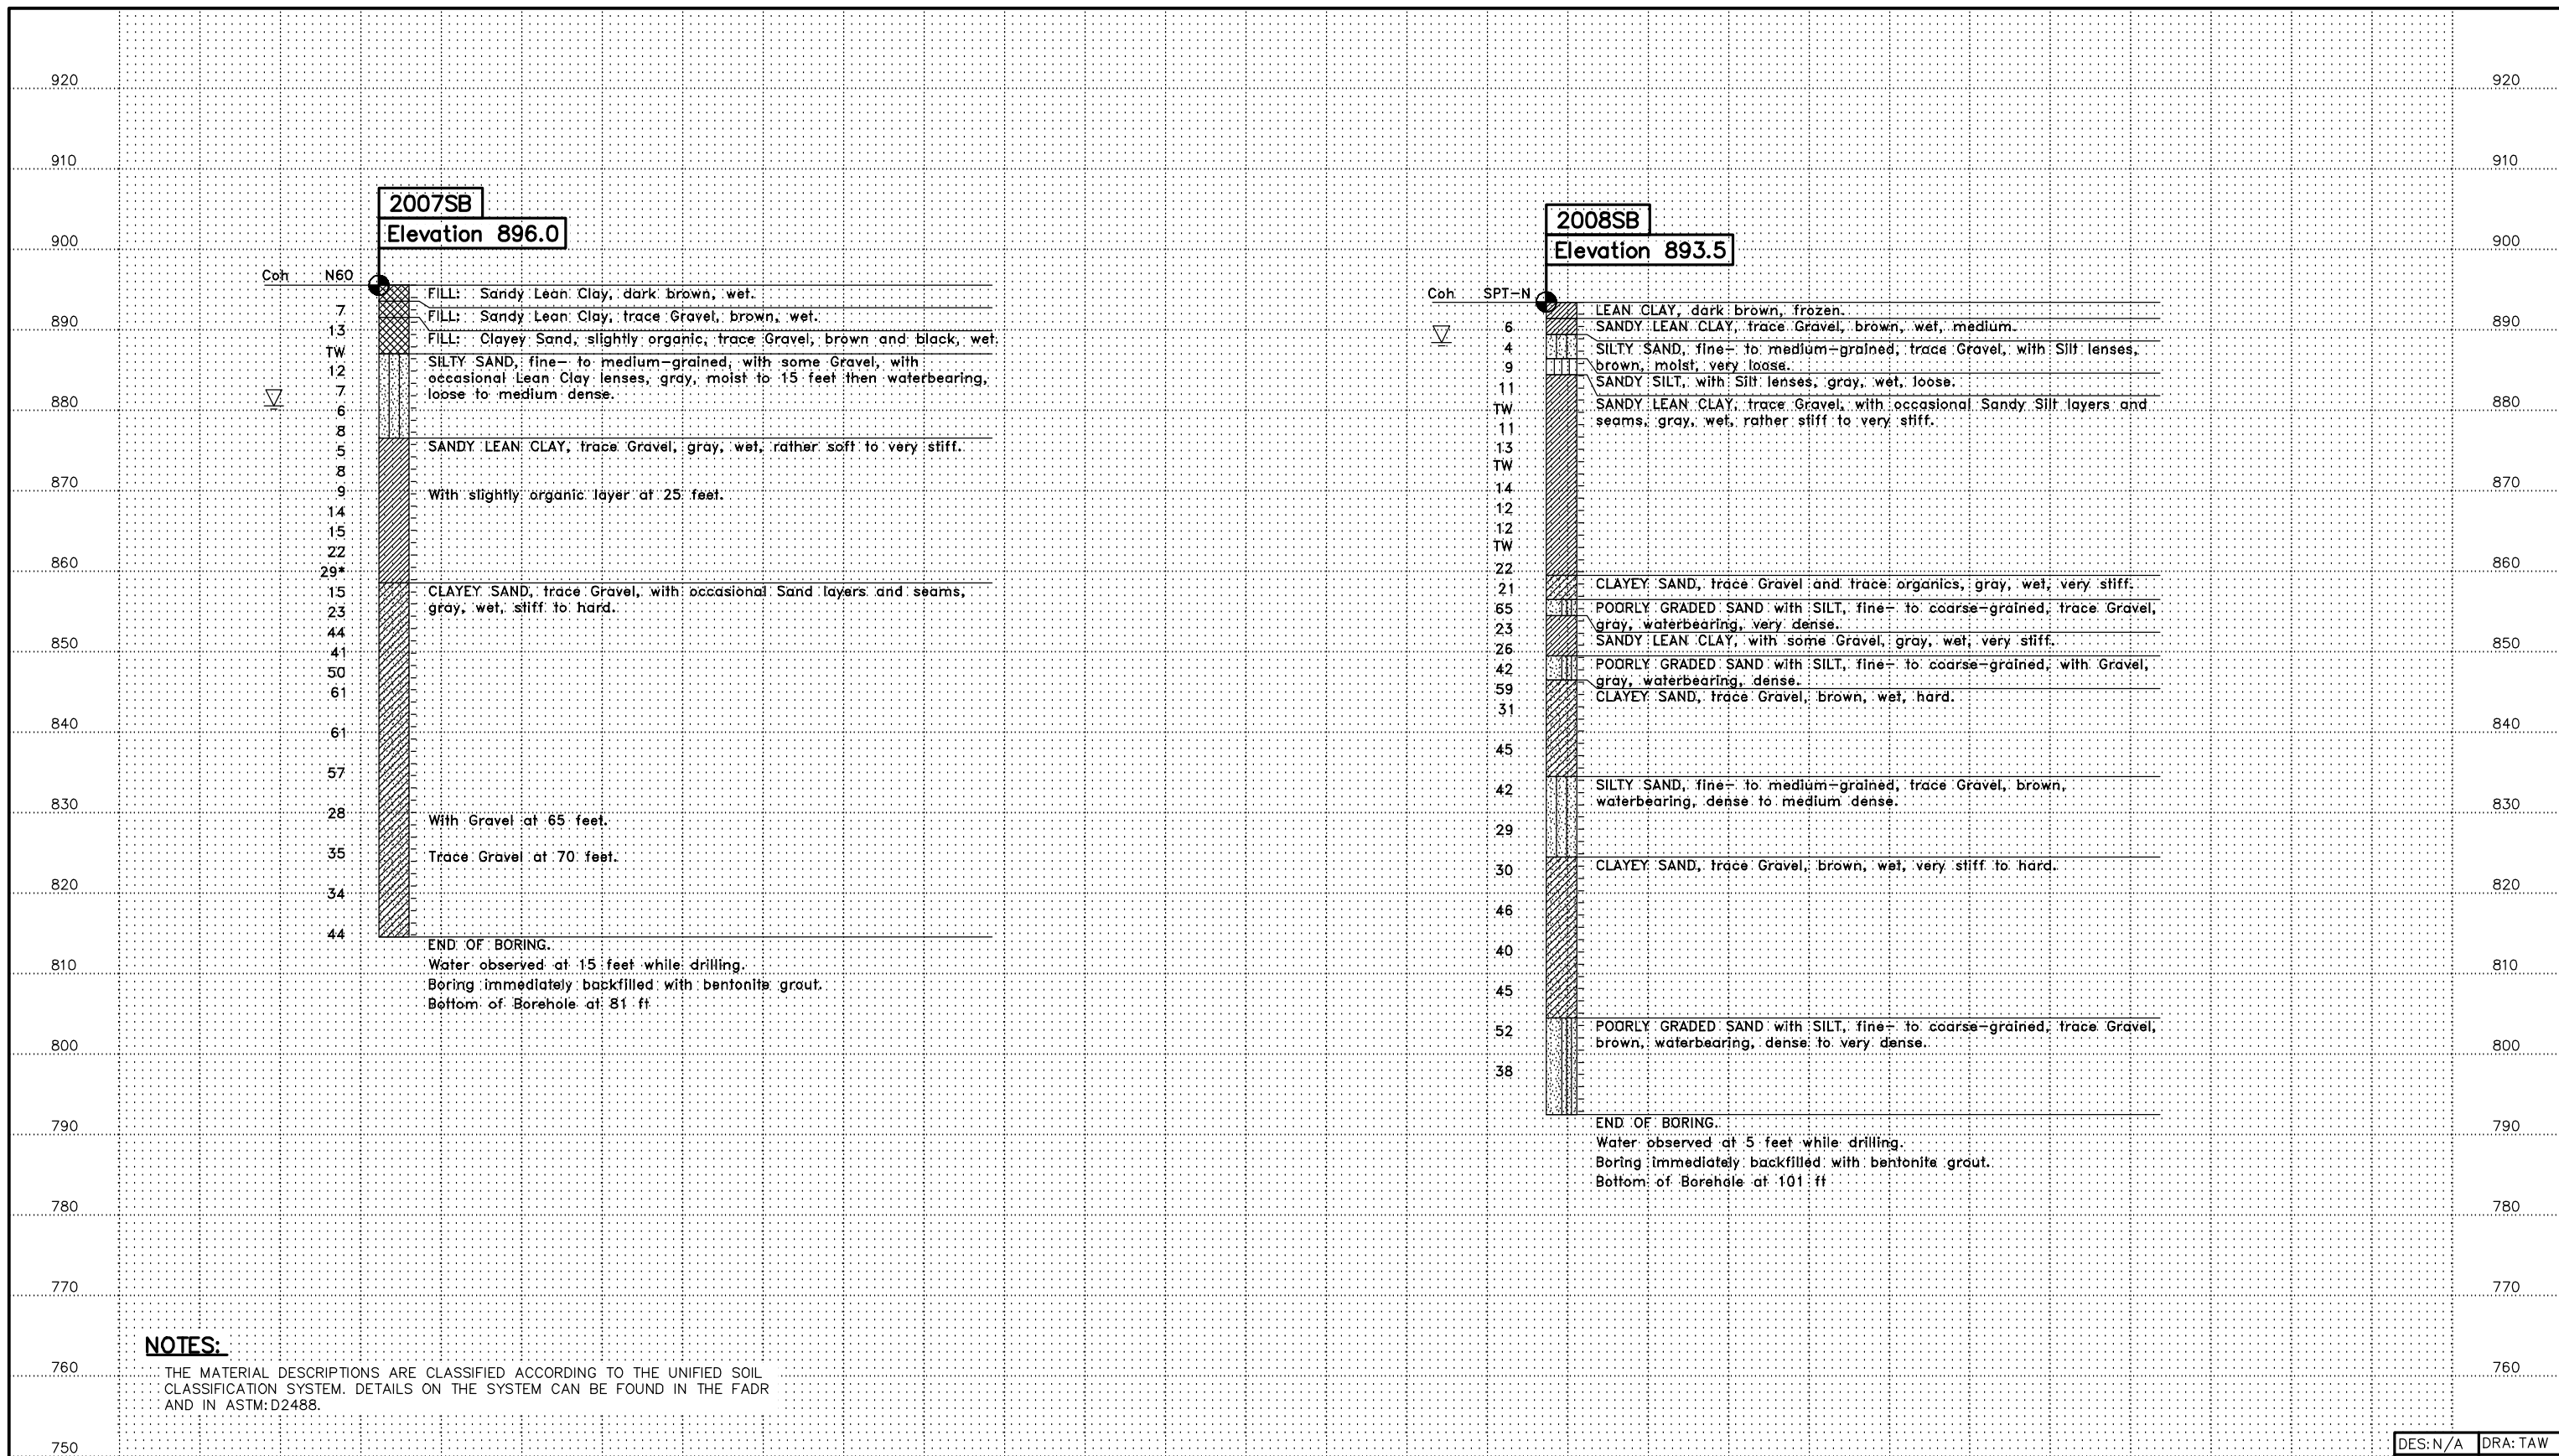 920
910
900
890
880
870
860
850
840
830
820
810
800
790
780
770
760
750
2007SB
Elevation 896.0
Coh N60
7
13
TW
12
7
6
8
5
8
9
14
15
22
29*
15
23
44
41
50
61
61
57
28
35
34
44
FILL: Sandy Lean Clay, dark brown, wet.
FILL: Sandy Lean Clay, trace Gravel, brown, wet.
FILL: Clayey Sand, slightly organic, trace Gravel, brown and black, wet.
SILTY SAND, fine- to medium-grained, with some Gravel, with
occasional Lean Clay lenses, gray, moist to 15 feet then waterbearing,
loose to medium dense.
SANDY LEAN CLAY, trace Gravel, gray, wet, rather soft to very stiff.
With slightly organic layer at 25 feet.
CLAYEY SAND, trace Gravel, with occasional Sand layers and seams,
gray, wet, stiff to hard.
With Gravel at 65 feet.
Trace Gravel at 70 feet.
END OF BORING.
Water observed at 15 feet while drilling.
Boring immediately backfilled with bentonite grout.
Bottom of Borehole at 81 ft
2008SB
Elevation 893.5
Coh SPT-N
6
4
9
11
TW
11
13
TW
14
12
12
TW
22
21
65
23
26
42
59
31
45
42
29
30
46
40
45
52
38
LEAN CLAY, dark brown, frozen.
SANDY LEAN CLAY, trace Gravel, brown, wet, medium.
SILTY SAND, fine- to medium-grained, trace Gravel, with Silt lenses,
brown, moist, very loose.
SANDY SILT, with Silt lenses, gray, wet, loose.
SANDY LEAN CLAY, trace Gravel, with occasional Sandy Silt layers and
seams, gray, wet, rather stiff to very stiff.
CLAYEY SAND, trace Gravel and trace organics, gray, wet, very stiff.
POORLY GRADED SAND with SILT, fine- to coarse-grained, trace Gravel,
gray, waterbearing, very dense.
SANDY LEAN CLAY, with some Gravel, gray, wet, very stiff.
POORLY GRADED SAND with SILT, fine- to coarse-grained, with Gravel,
gray, waterbearing, dense.
CLAYEY SAND, trace Gravel, brown, wet, hard.
SILTY SAND, fine- to medium-grained, trace Gravel, brown,
waterbearing, dense to medium dense.
CLAYEY SAND, trace Gravel, brown, wet, very stiff to hard.
POORLY GRADED SAND with SILT, fine- to coarse-grained, trace Gravel,
brown, waterbearing, dense to very dense.
END OF BORING.
Water observed at 5 feet while drilling.
Boring immediately backfilled with bentonite grout.
Bottom of Borehole at 101 ft
920
910
900
890
880
870
860
850
840
830
820
810
800
790
780
770
760
NOTES:
THE MATERIAL DESCRIPTIONS ARE CLASSIFIED ACCORDING TO THE UNIFIED SOIL
CLASSIFICATION SYSTEM. DETAILS ON THE SYSTEM CAN BE FOUND IN THE FADR
AND IN ASTM:D2488.
DES:N/A DRA:TAW